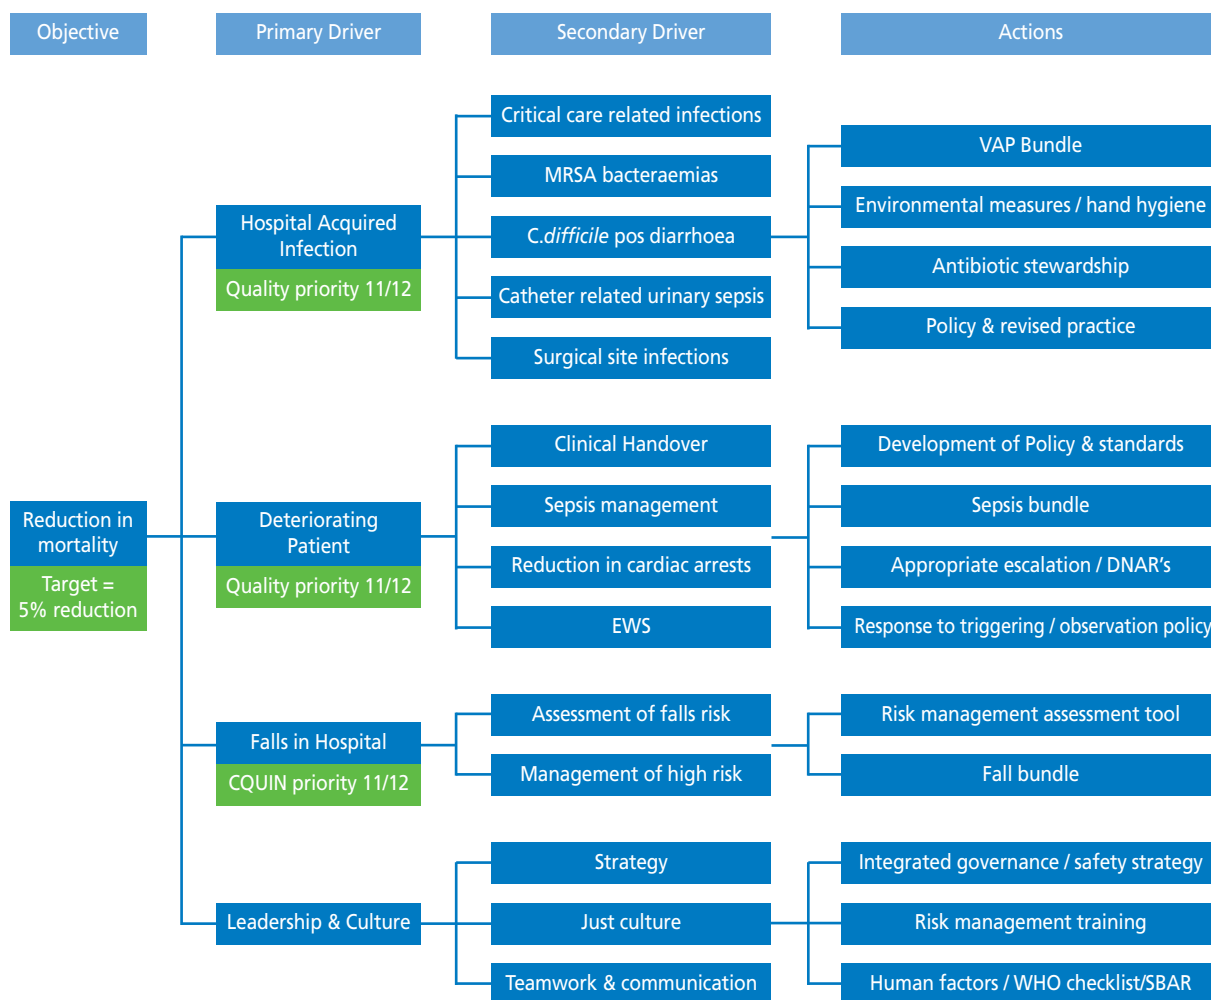 Objective
Primary Driver
Secondary Driver
Actions
Critical care related infections
MRSA bacteraemias
C.difficile pos diarrhoea
Catheter related urinary sepsis
Surgical site infections
VAP Bundle
Environmental measures / hand hygiene
Antibiotic stewardship
Policy & revised practice
Hospital Acquired
Infection
Quality priority 11/12
Reduction in
mortality
Target =
5% reduction
Deteriorating
Patient
Quality priority 11/12
Clinical Handover
Sepsis management
Reduction in cardiac arrests
EWS
Development of Policy & standards
Sepsis bundle
Appropriate escalation / DNAR's
Response to triggering / observation policy
Falls in Hospital
CQUIN priority 11/12
Assessment of falls risk
Management of high risk
Risk management assessment tool
Fall bundle
Leadership & Culture
Strategy
Just culture
Teamwork & communication
Integrated governance / safety strategy
Risk management training
Human factors / WHO checklist/SBAR